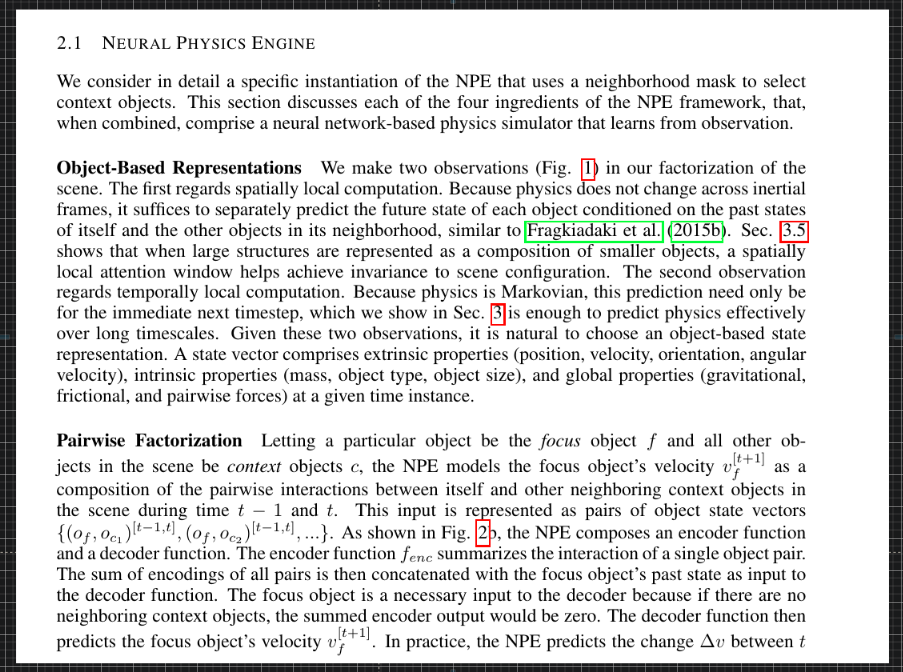 2.1 NEURAL PHYSICS ENGINE
We consider in detail a specific instantiation of the NPE that uses a neighborhood mask to select
context objects. This section discusses each of the four ingredients of the NPE framework, that,
when combined, comprise a neural network-based physics simulator that learns from observation.
Object-Based Representations We make two observations (Fig. 1) in our factorization of the
scene. The first regards spatially local computation. Because physics does not change across inertial
frames, it suffices to separately predict the future state of each object conditioned on the past states
of itself and the other objects in its neighborhood, similar to Fragkiadaki et al. (2015b). Sec. 3.5
shows that when large structures are represented as a composition of smaller objects, a spatially
local attention window helps achieve invariance to scene configuration. The second observation
regards temporally local computation. Because physics is Markovian, this prediction need only be
for the immediate next timestep, which we show in Sec. 3 is enough to predict physics effectively
over long timescales. Given these two observations, it is natural to choose an object-based state
representation. A state vector comprises extrinsic properties (position, velocity, orientation, angular
velocity), intrinsic properties (mass, object type, object size), and global properties (gravitational,
frictional, and pairwise forces) at a given time instance.
Pairwise Factorization Letting a particular object be the focus object f and all other ob-
jects in the scene be context objects c, the NPE models the focus object's velocity v_f^{[t+1]} as a
composition of the pairwise interactions between itself and other neighboring context objects in
the scene during time t − 1 and t. This input is represented as pairs of object state vectors
{(o_f, o_{c_1})^{[t−1,t]}, (o_f, o_{c_2})^{[t−1,t]}, ...}. As shown in Fig. 2b, the NPE composes an encoder function
and a decoder function. The encoder function f_{enc} summarizes the interaction of a single object pair.
The sum of encodings of all pairs is then concatenated with the focus object's past state as input to
the decoder function. The focus object is a necessary input to the decoder because if there are no
neighboring context objects, the summed encoder output would be zero. The decoder function then
predicts the focus object's velocity v_f^{[t+1]}. In practice, the NPE predicts the change Δv between t